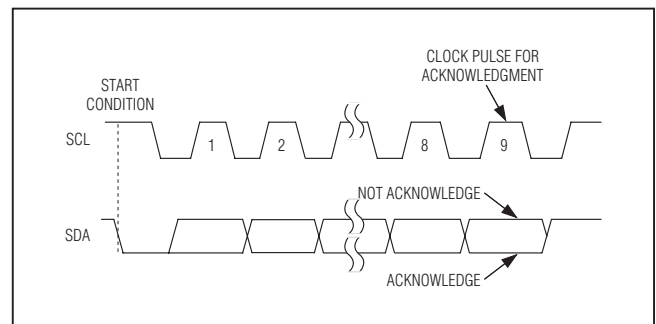 CLOCK PULSE FOR
ACKNOWLEDGMENT
START
CONDITION
SCL
1
2
8
9
NOT ACKNOWLEDGE
SDA
ACKNOWLEDGE